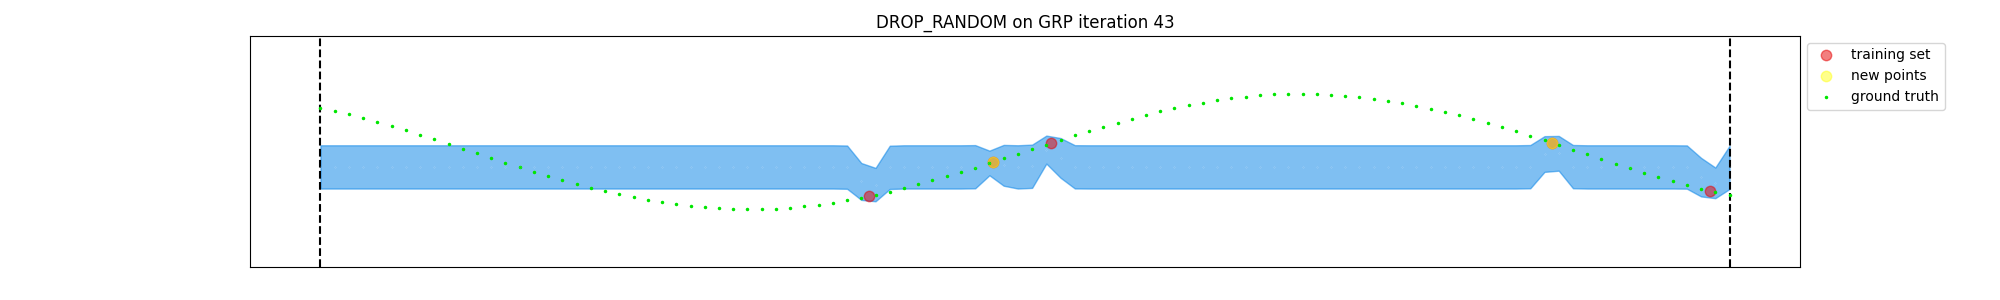 DROP_RANDOM on GRP iteration 43
training set
new points
ground truth